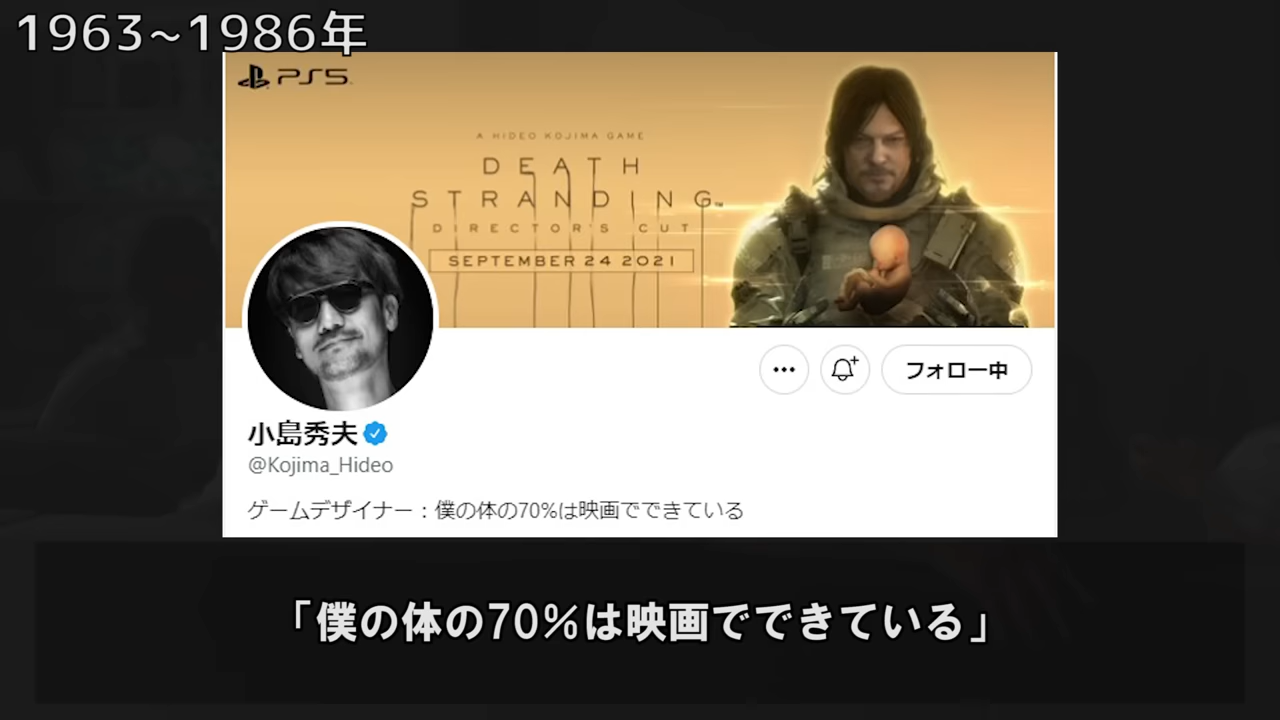 1963~1986年
PS5
A HIDEO KOJIMA GAME
DEATH
STRANDING
DIRECTOR'S CUT
SEPTEMBER 24 2021
フォロー中
小島秀夫
@Kojima_Hideo
ゲームデザイナー：僕の体の70%は映画でできている
「僕の体の70%は映画でできている」